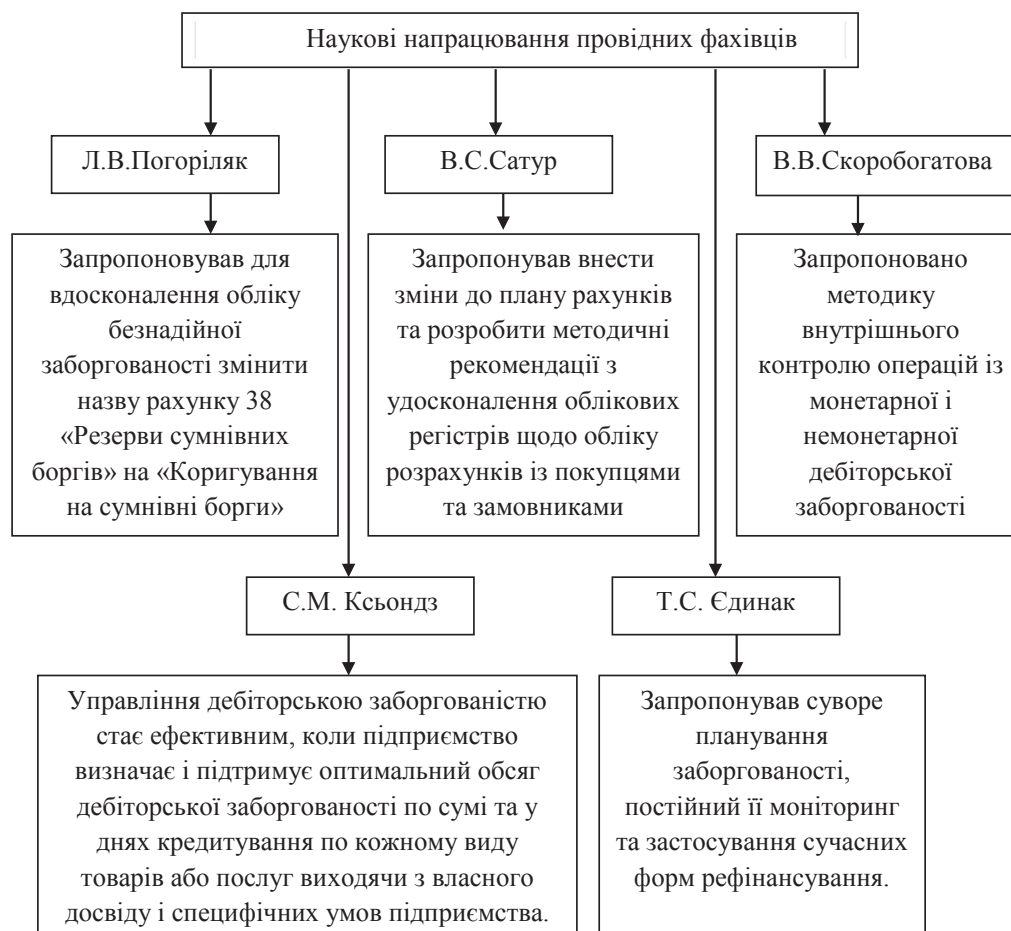 Наукові напрацювання провідних фахівців
Л.В.Погоріляк
В.С.Сатур
В.В.Скоробогатова
Запропоновував для
вдосконалення обліку
безнадійної
заборгованості змінити
назву рахунку 38
«Резерви сумнівних
боргів» на «Коригування
на сумнівні борги»
Запропонував внести
зміни до плану рахунків
та розробити методичні
рекомендації з
удосконалення облікових
регістрів щодо обліку
розрахунків із покупцями
та замовниками
Запропоновано
методику
внутрішнього
контролю операцій із
монетарної і
немонетарної
дебіторської
заборгованості
С.М. Ксьондз
Т.С. Єдинак
Управління дебіторською заборгованістю
стає ефективним, коли підприємство
визначає і підтримує оптимальний обсяг
дебіторської заборгованості по сумі та у
днях кредитування по кожному виду
товарів або послуг виходячи з власного
досвіду і специфічних умов підприємства.
Запропонував суворе
планування
заборгованості,
постійний її моніторинг
та застосування сучасних
форм рефінансування.